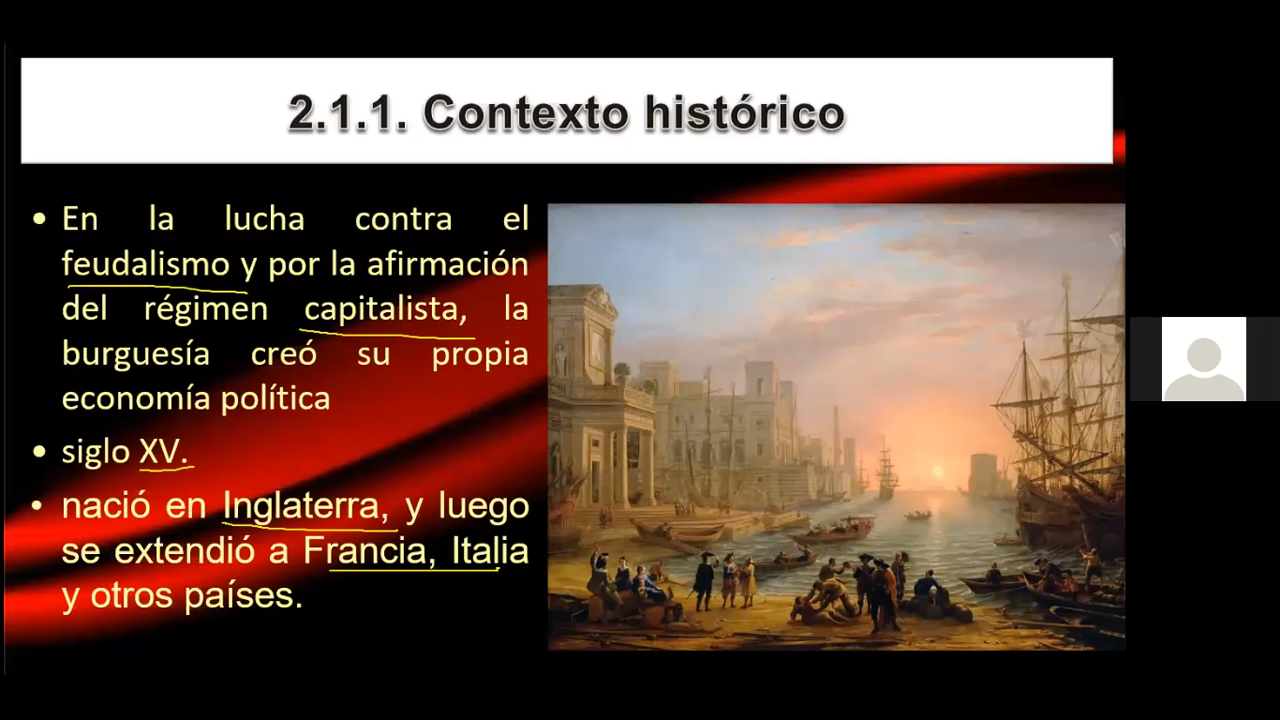 2.1.1. Contexto histórico
• En la lucha contra el
feudalismo y por la afirmación
del régimen capitalista, la
burguesía creó su propia
economía política
• siglo XV.
• nació en Inglaterra, y luego
se extendió a Francia, Italia
y otros países.